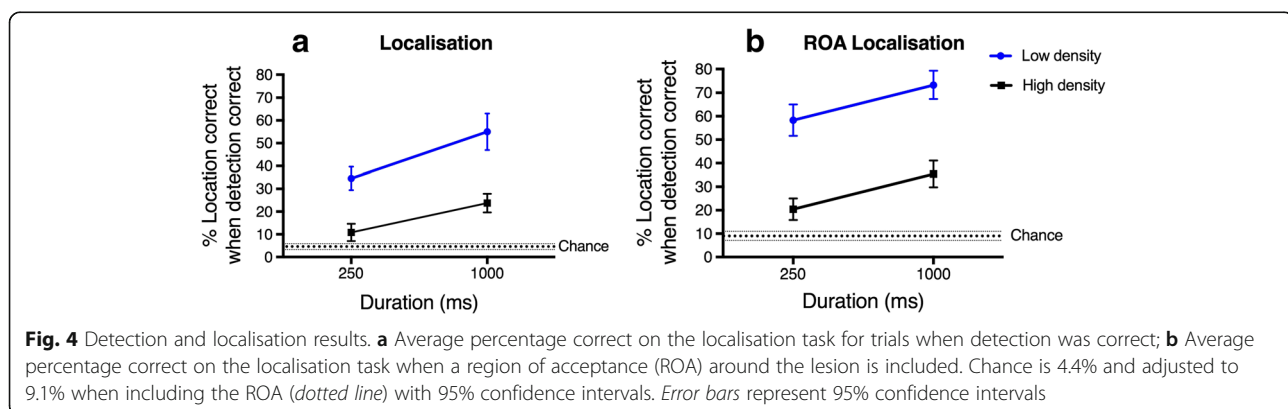 a Localisation
% Location correct
when detection correct
80
70
60
50
40
30
20
10
0
Chance
250 1000
Duration (ms)
b ROA Localisation
% Location correct
when detection correct
80
70
60
50
40
30
20
10
0
Chance
250 1000
Duration (ms)
Low density
High density
Fig. 4 Detection and localisation results. a Average percentage correct on the localisation task for trials when detection was correct; b Average
percentage correct on the localisation task when a region of acceptance (ROA) around the lesion is included. Chance is 4.4% and adjusted to
9.1% when including the ROA (dotted line) with 95% confidence intervals. Error bars represent 95% confidence intervals